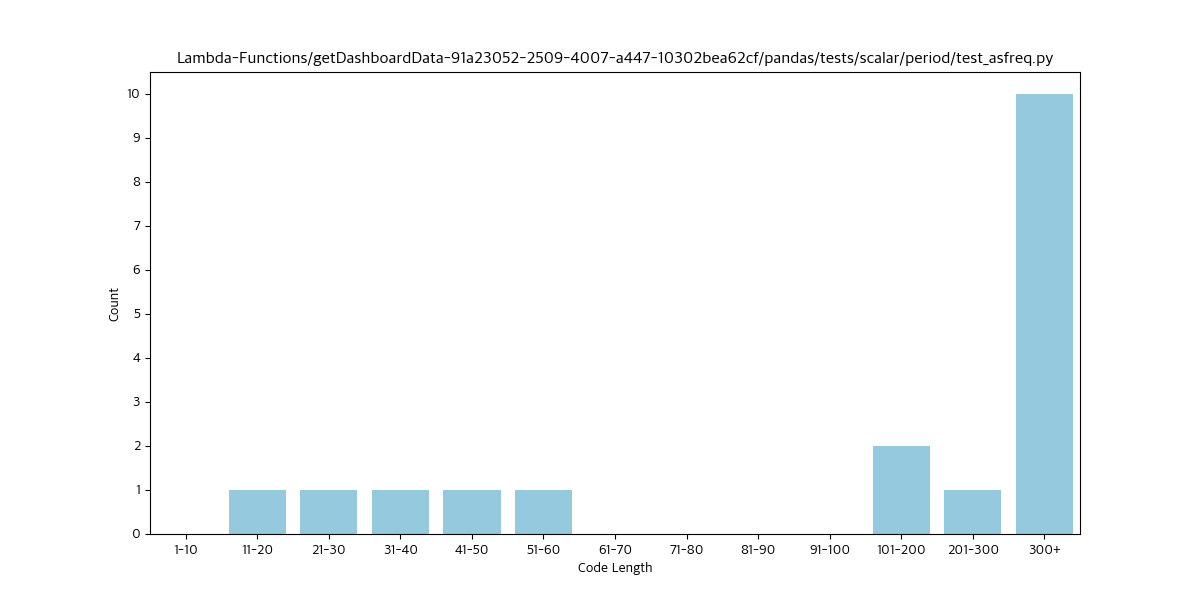 Lambda-Functions/getDashboardData-91a23052-2509-4007-a447-10302bea62cf/pandas/tests/scalar/period/test_asfreq.py
10
9
8
7
6
5
4
3
2
1
0
Count
1-10 11-20 21-30 31-40 41-50 51-60 61-70 71-80 81-90 91-100 101-200 201-300 300+
Code Length